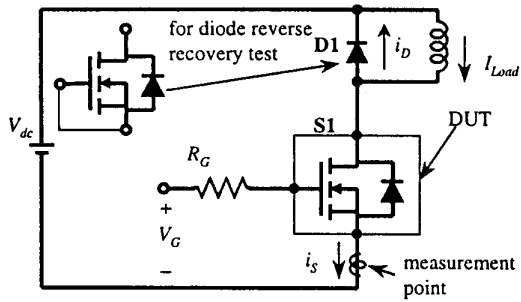 for diode reverse
recovery test
D1
i_D
I_Load
V_dc
S1
DUT
R_G
+
V_G
−
i_S
measurement
point